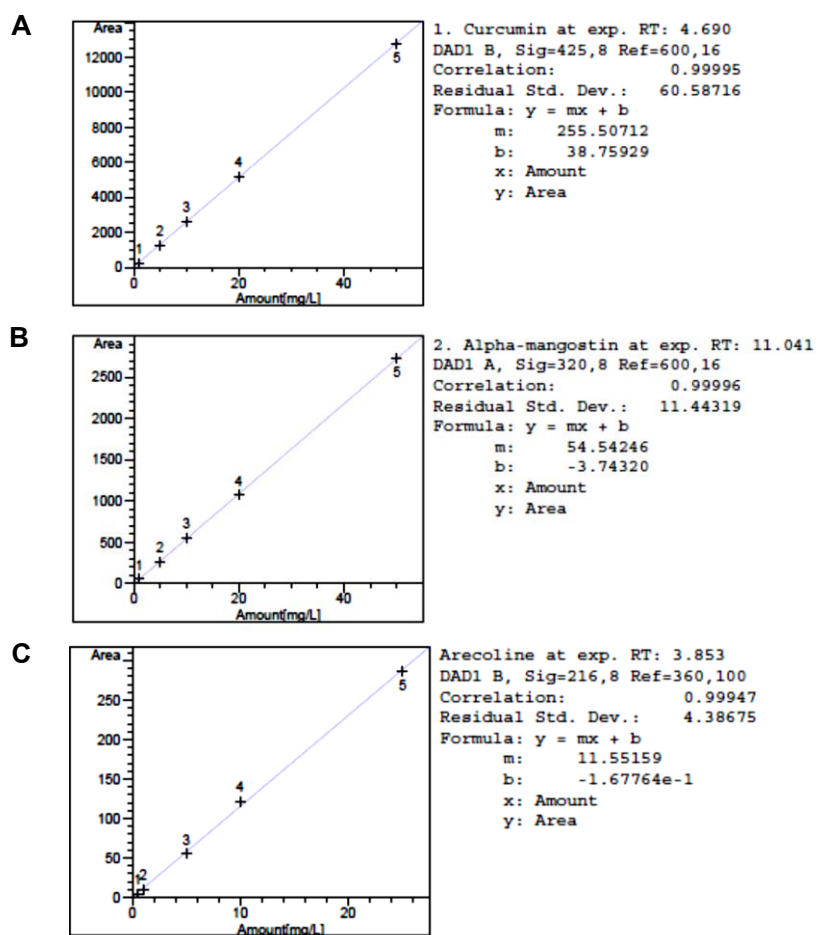 A
Area
12000
10000
8000
6000
4000
2000
0
1
2
3
4
5
0
20
40
Amount[mg/L]
1. Curcumin at exp. RT: 4.690
DAD1 B, Sig=425,8 Ref=600,16
Correlation: 0.99995
Residual Std. Dev.: 60.58716
Formula: y = mx + b
m: 255.50712
b: 38.75929
x: Amount
y: Area
B
Area
2500
2000
1500
1000
500
0
1
2
3
4
5
0
20
40
Amount[mg/L]
2. Alpha-mangostin at exp. RT: 11.041
DAD1 A, Sig=320,8 Ref=600,16
Correlation: 0.99996
Residual Std. Dev.: 11.44319
Formula: y = mx + b
m: 54.54246
b: -3.74320
x: Amount
y: Area
C
Area
250
200
150
100
50
0
1
2
3
4
5
0
10
20
Amount[mg/L]
Arecoline at exp. RT: 3.853
DAD1 B, Sig=216,8 Ref=360,100
Correlation: 0.99947
Residual Std. Dev.: 4.38675
Formula: y = mx + b
m: 11.55159
b: -1.67764e-1
x: Amount
y: Area